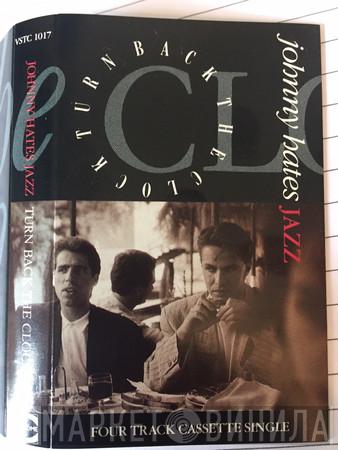 VSTC 1017
JOHNNY HATES JAZZ TURN BACK THE CLOCK
TURN BACK THE CLOCK
CLO
johnny hates JAZZ
FOUR TRACK CASSETTE SINGLE
МАРКЕТ ВИНИЛА